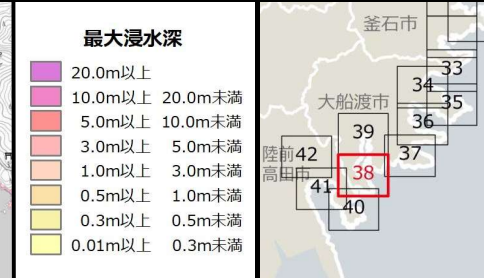 最大浸水深
20.0m以上
10.0m以上 20.0m未満
5.0m以上 10.0m未満
3.0m以上 5.0m未満
1.0m以上 3.0m未満
0.5m以上 1.0m未満
0.3m以上 0.5m未満
0.01m以上 0.3m未満
釜石市
33
34
35
大船渡市
36
39
37
陸前
42
38
高田市
41
40